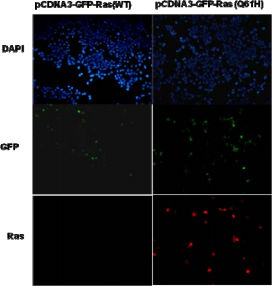 pCDNA3-GFP-Ras(WT) pCDNA3-GFP-Ras(Q61H)
DAPI
GFP
Ras